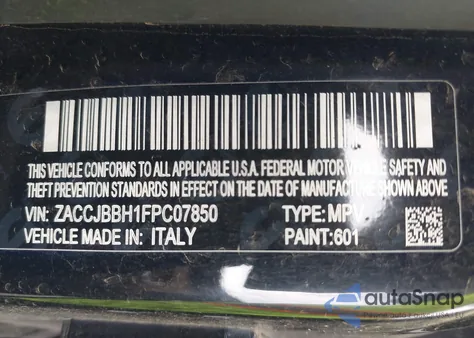 THIS VEHICLE CONFORMS TO ALL APPLICABLE U.S.A. FEDERAL MOTOR VEHICLE SAFETY AND
THEFT PREVENTION STANDARDS IN EFFECT ON THE DATE OF MANUFACTURE SHOWN ABOVE
VIN: ZACCJBBH1FPC07850 TYPE: MPV
VEHICLE MADE IN: ITALY PAINT: 601
autoSnap